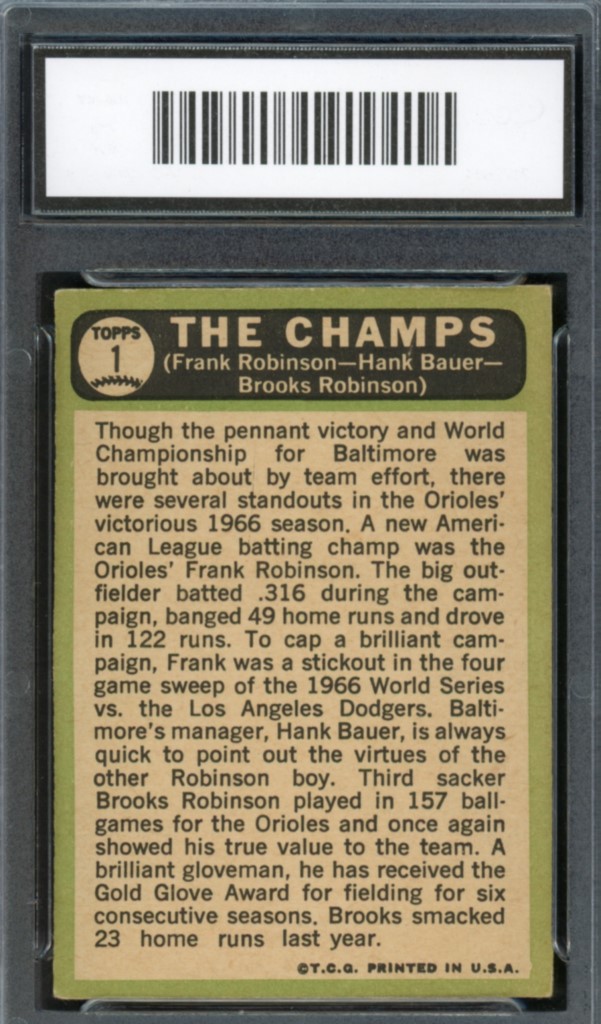 TOPPS
1
THE CHAMPS
(Frank Robinson—Hank Bauer—
Brooks Robinson)
Though the pennant victory and World
Championship for Baltimore was
brought about by team effort, there
were several standouts in the Orioles'
victorious 1966 season. A new Ameri-
can League batting champ was the
Orioles' Frank Robinson. The big out-
fielder batted .316 during the cam-
paign, banged 49 home runs and drove
in 122 runs. To cap a brilliant cam-
paign, Frank was a stickout in the four
game sweep of the 1966 World Series
vs. the Los Angeles Dodgers. Balti-
more's manager, Hank Bauer, is always
quick to point out the virtues of the
other Robinson boy. Third sacker
Brooks Robinson played in 157 ball-
games for the Orioles and once again
showed his true value to the team. A
brilliant gloveman, he has received the
Gold Glove Award for fielding for six
consecutive seasons. Brooks smacked
23 home runs last year.
©T.C.G. PRINTED IN U.S.A.